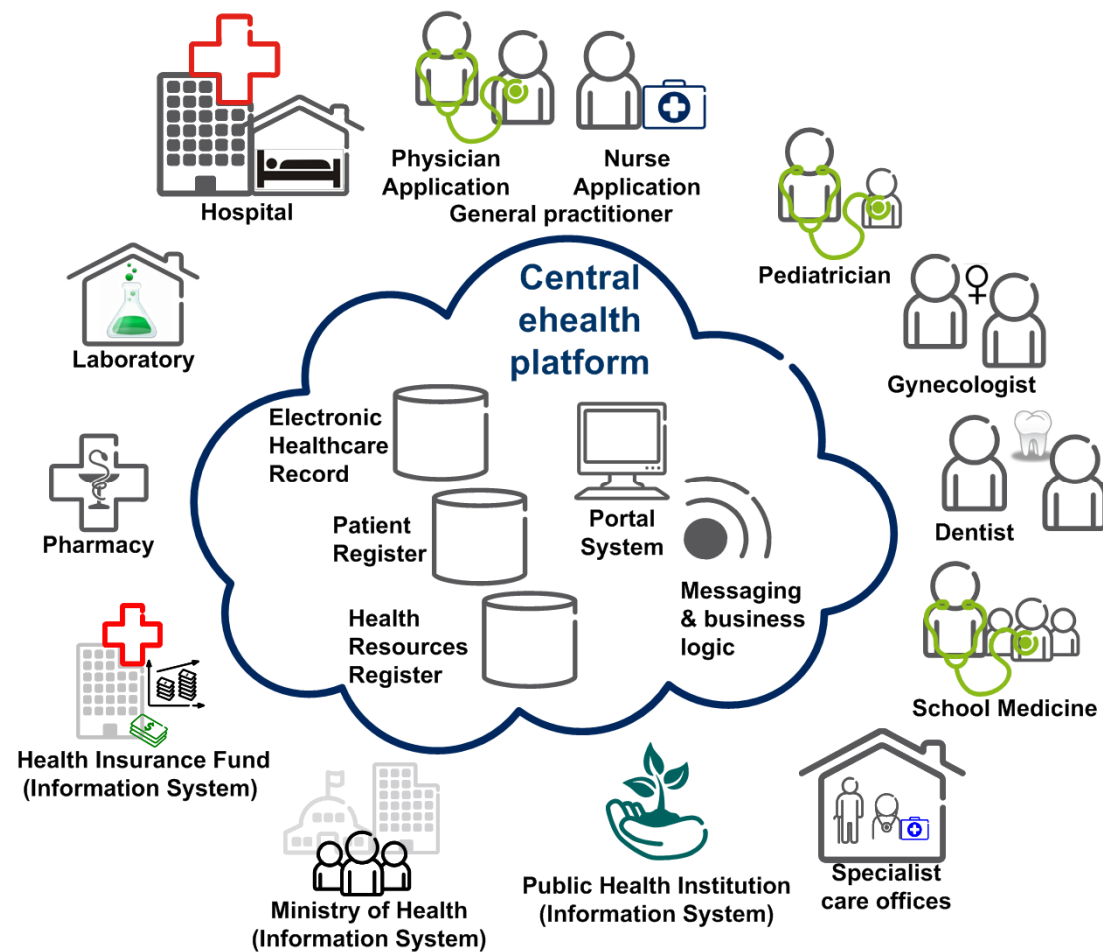 Hospital
Physician
Application
Nurse
Application
General practitioner
Pediatrician
Laboratory
Central
ehealth
platform
Gynecologist
Electronic
Healthcare
Record
Pharmacy
Patient
Register
Portal
System
Dentist
Health
Resources
Register
Messaging
& business
logic
School Medicine
$
Health Insurance Fund
(Information System)
Ministry of Health
(Information System)
Public Health Institution
(Information System)
Specialist
care offices